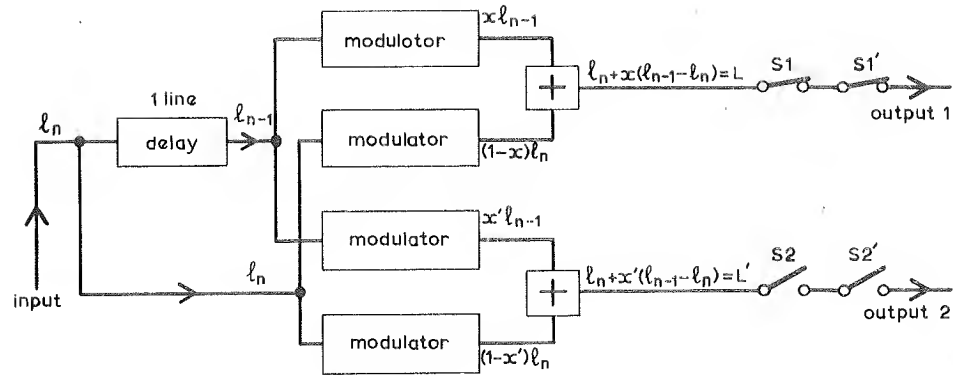 xℓₙ₋₁
modulotor
ℓₙ+x(ℓₙ₋₁-ℓₙ)=L
S1
S1'
output 1
1 line
ℓₙ
delay
ℓₙ₋₁
modulator
(1-x)ℓₙ
x'ℓₙ₋₁
modulator
ℓₙ
ℓₙ+x'(ℓₙ₋₁-ℓₙ)=L'
S2
S2'
output 2
input
modulator
(1-x')ℓₙ